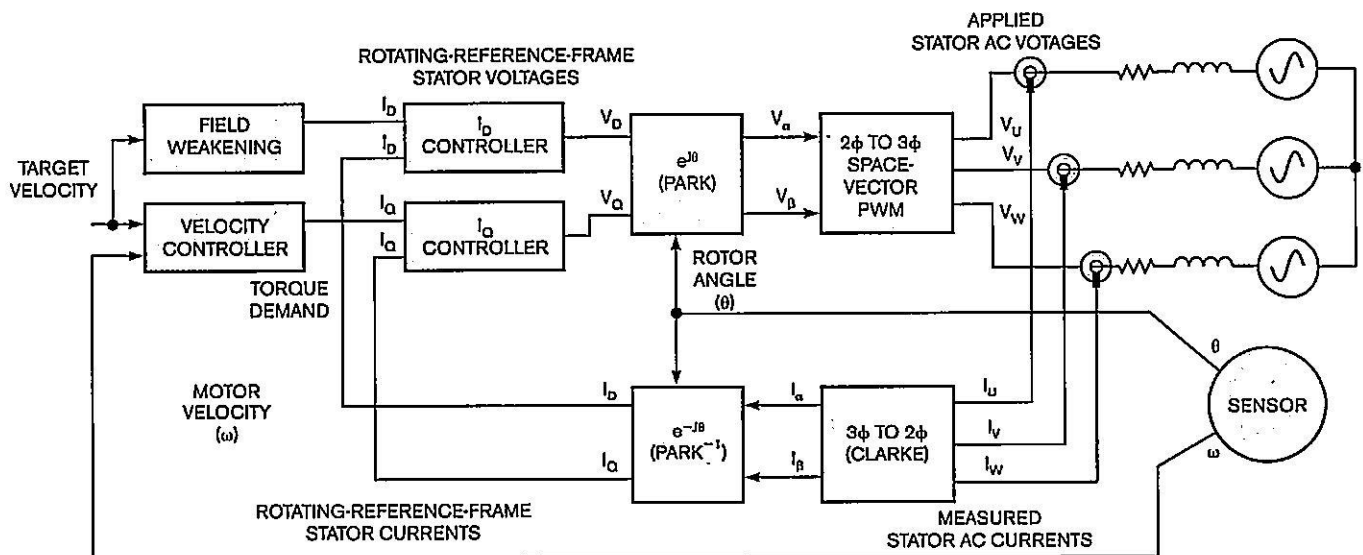 APPLIED
STATOR AC VOTAGES
ROTATING-REFERENCE-FRAME
STATOR VOLTAGES
FIELD
WEAKENING
I_D
I_D
I_D
CONTROLLER
V_D
e^Jθ
(PARK)
V_α
2ϕ TO 3ϕ
SPACE-
VECTOR
PWM
V_U
V_V
V_W
TARGET
VELOCITY
VELOCITY
CONTROLLER
I_Q
I_Q
I_Q
CONTROLLER
V_Q
V_β
TORQUE
DEMAND
ROTOR
ANGLE
(θ)
θ
SENSOR
ω
MOTOR
VELOCITY
(ω)
I_D
I_Q
e^-Jθ
(PARK^-1)
I_α
I_β
3ϕ TO 2ϕ
(CLARKE)
I_U
I_V
I_W
ROTATING-REFERENCE-FRAME
STATOR CURRENTS
MEASURED
STATOR AC CURRENTS